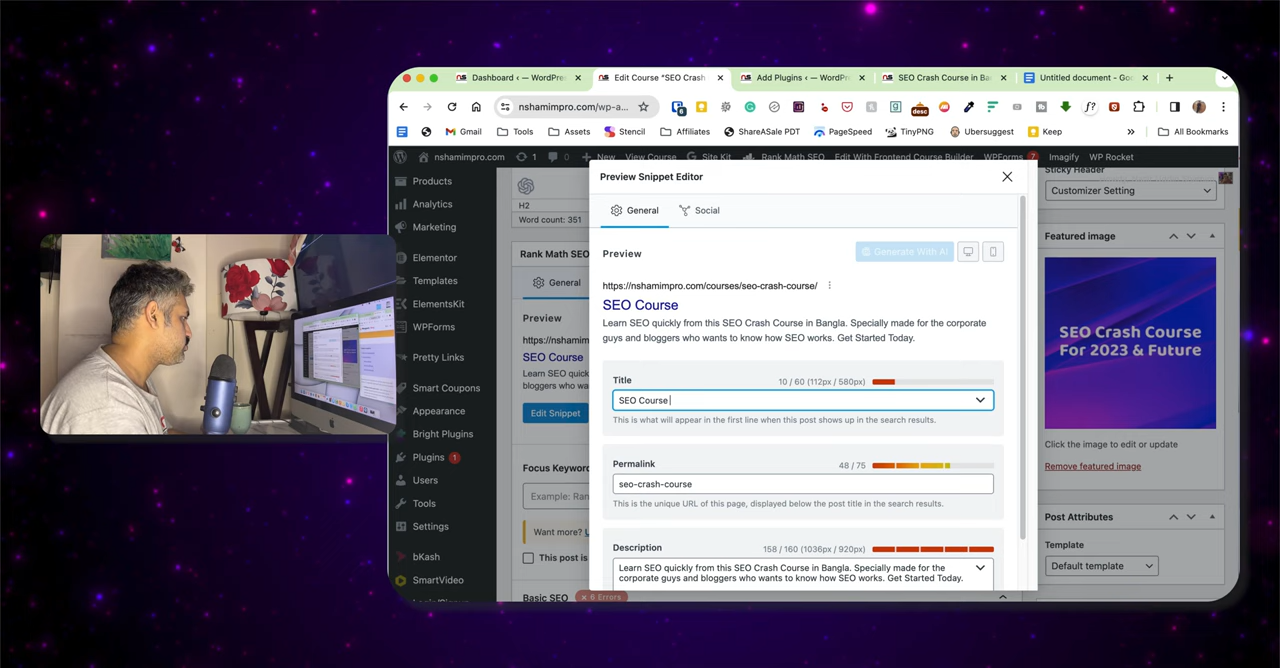 Dashboard ‹ — WordPre
Edit Course "SEO Crash
Add Plugins ‹ — WordPr
SEO Crash Course in Ba
Untitled document - Goo
nshamimpro.com/wp-a...
desc
f?
Gmail
Tools
Assets
Stencil
Affiliates
ShareASale PDT
PageSpeed
TinyPNG
Ubersuggest
Keep
»
All Bookmarks
nshamimpro.com
1
0
New
View Course
Site Kit
Rank Math SEO
Edit With Frontend Course Builder
WPForms 7
Imagify
WP Rocket
Products
Analytics
Marketing
Elementor
Templates
ElementsKit
WPForms
Pretty Links
Smart Coupons
Appearance
Bright Plugins
Plugins 1
Users
Tools
Settings
bKash
SmartVideo
H2
Word count: 351
Rank Math SEO
General
Preview
https://nshamim
SEO Course
Learn SEO quick
bloggers who wa
Edit Snippet
Focus Keyword
Example: Ran
Want more? U
This post is
Basic SEO
× 6 Errors
Preview Snippet Editor
General
Social
Preview
Generate With AI
https://nshamimpro.com/courses/seo-crash-course/
SEO Course
Learn SEO quickly from this SEO Crash Course in Bangla. Specially made for the corporate
guys and bloggers who wants to know how SEO works. Get Started Today.
Title
10 / 60 (112px / 580px)
SEO Course
This is what will appear in the first line when this post shows up in the search results.
Permalink
48 / 75
seo-crash-course
This is the unique URL of this page, displayed below the post title in the search results.
Description
158 / 160 (1036px / 920px)
Learn SEO quickly from this SEO Crash Course in Bangla. Specially made for the
corporate guys and bloggers who wants to know how SEO works. Get Started Today.
Sticky Header
Customizer Setting
Featured image
SEO Crash Course
For 2023 & Future
Click the image to edit or update
Remove featured image
Post Attributes
Template
Default template